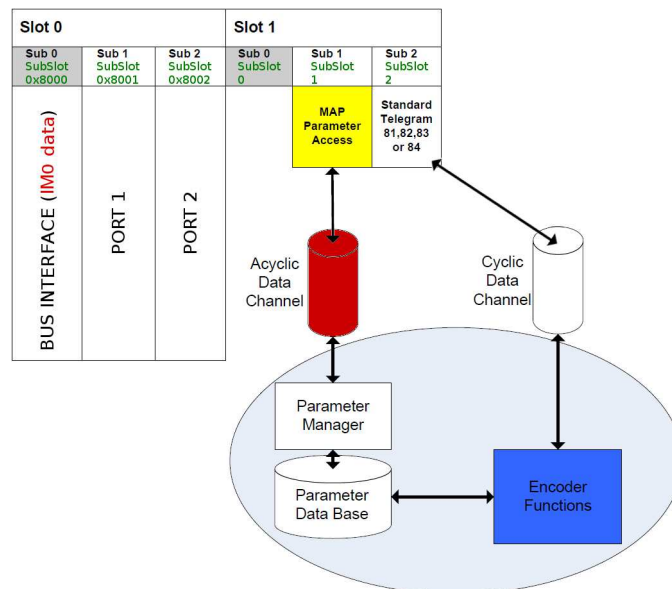 Slot 0
Slot 1
Sub 0
SubSlot
0x8000
Sub 1
SubSlot
0x8001
Sub 2
SubSlot
0x8002
Sub 0
SubSlot
0
Sub 1
SubSlot
1
Sub 2
SubSlot
2
BUS INTERFACE (IM0 data)
PORT 1
PORT 2
MAP
Parameter
Access
Standard
Telegram
81,82,83
or 84
Acyclic
Data
Channel
Cyclic
Data
Channel
Parameter
Manager
Parameter
Data Base
Encoder
Functions